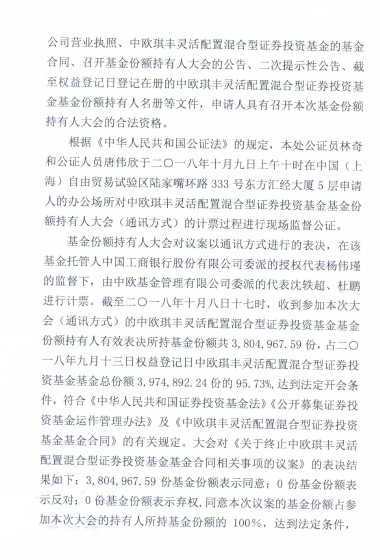 公司营业执照、中欧琪丰灵活配置混合型证券投资基金的基金
合同、召开基金份额持有人大会的公告、二次提示性公告、截
至权益登记日登记在册的中欧琪丰灵活配置混合型证券投资
基金基金份额持有人名册等文件，申请人具有召开本次基金份额
持有人大会的合法资格。
根据《中华人民共和国公证法》的规定，本处公证员林奇
和公证人员唐伟欣于二〇一八年十月九日上午十时在中国（上
海）自由贸易试验区陆家嘴环路 333 号东方汇经大厦 5 层申请
人的办公场所对中欧琪丰灵活配置混合型证券投资基金基金份
额持有人大会（通讯方式）的计票过程进行现场监督公证。
基金份额持有人大会对议案以通讯方式进行的表决，在该
基金托管人中国工商银行股份有限公司委派的授权代表杨伟瑾
的监督下，由中欧基金管理有限公司委派的代表沈轶超、杜鹏
进行计票。截至二〇一八年十月八日十七时，收到参加本次大
会（通讯方式）的中欧琪丰灵活配置混合型证券投资基金基金
份额持有人有效表决所持基金份额共 3,804,967.59 份，占二〇
一八年九月十三日权益登记日中欧琪丰灵活配置混合型证券投
资基金基金总份额 3,974,892.24 份的 95.73%，达到法定开会条
件，符合《中华人民共和国证券投资基金法》《公开募集证券投
资基金运作管理办法》及《中欧琪丰灵活配置混合型证券投资
基金基金合同》的有关规定。大会对《关于终止中欧琪丰灵活
配置混合型证券投资基金基金合同相关事项的议案》的表决结
果如下：3,804,967.59 份基金份额表示同意；0 份基金份额表
示反对；0 份基金份额表示弃权，同意本次议案的基金份额占参
加本次大会的持有人所持基金份额的 100%，达到法定条件，